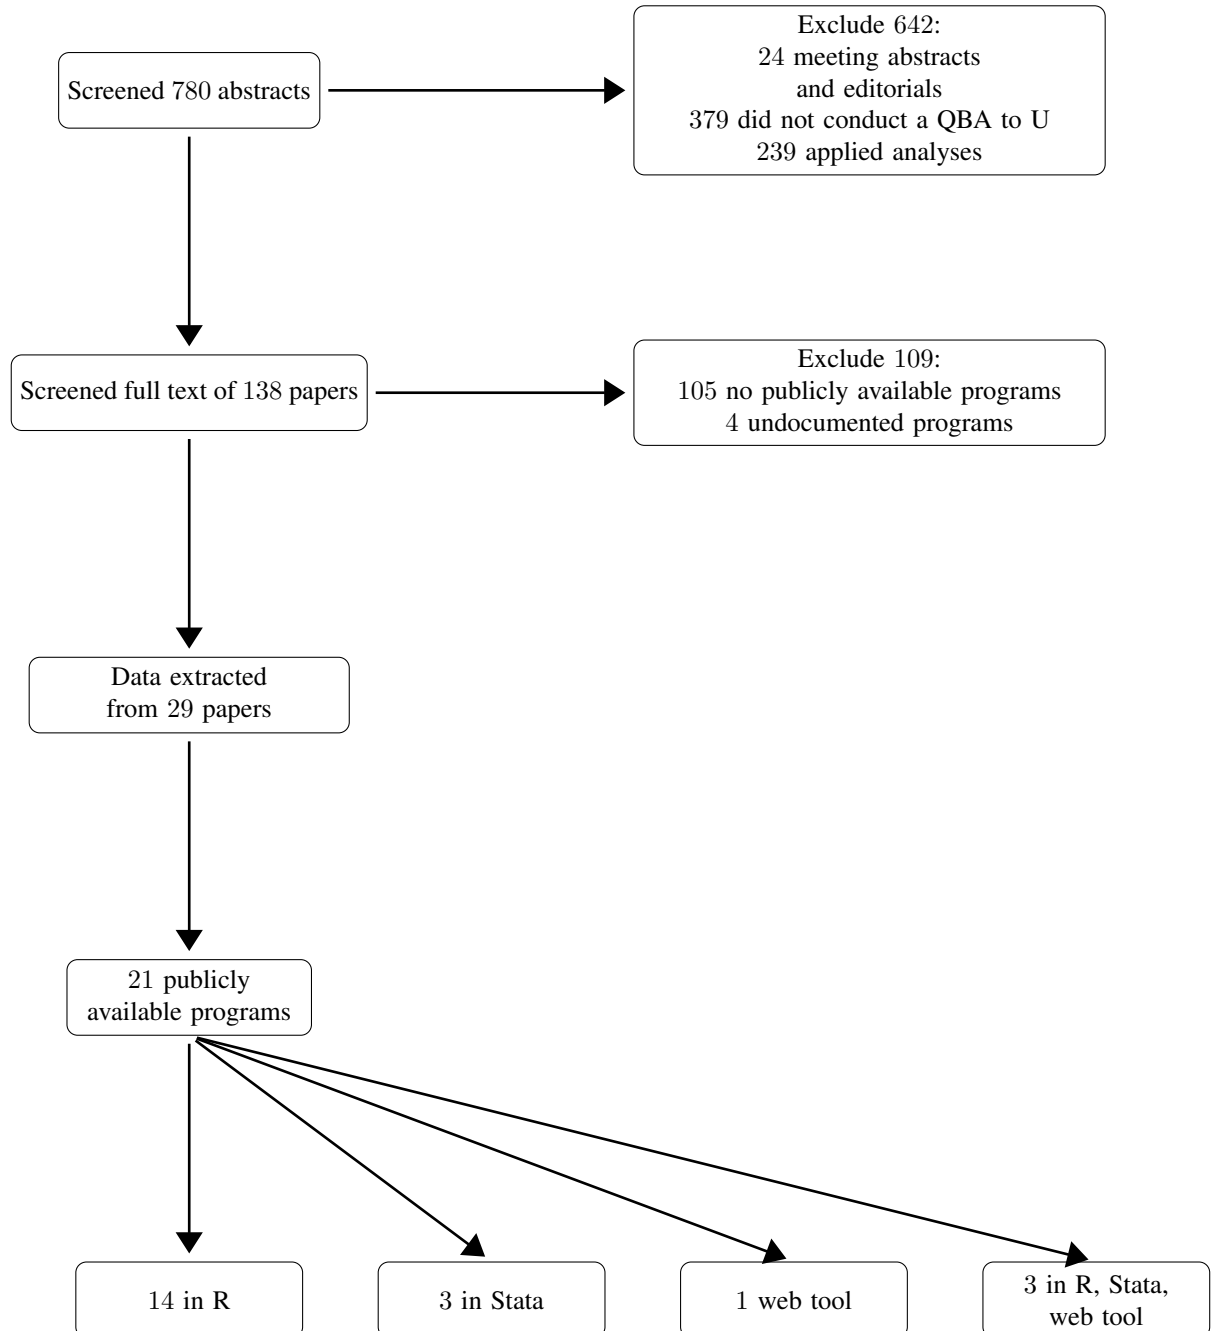 Screened 780 abstracts
Exclude 642:
24 meeting abstracts
and editorials
379 did not conduct a QBA to U
239 applied analyses
Screened full text of 138 papers
Exclude 109:
105 no publicly available programs
4 undocumented programs
Data extracted
from 29 papers
21 publicly
available programs
14 in R
3 in Stata
1 web tool
3 in R, Stata,
web tool